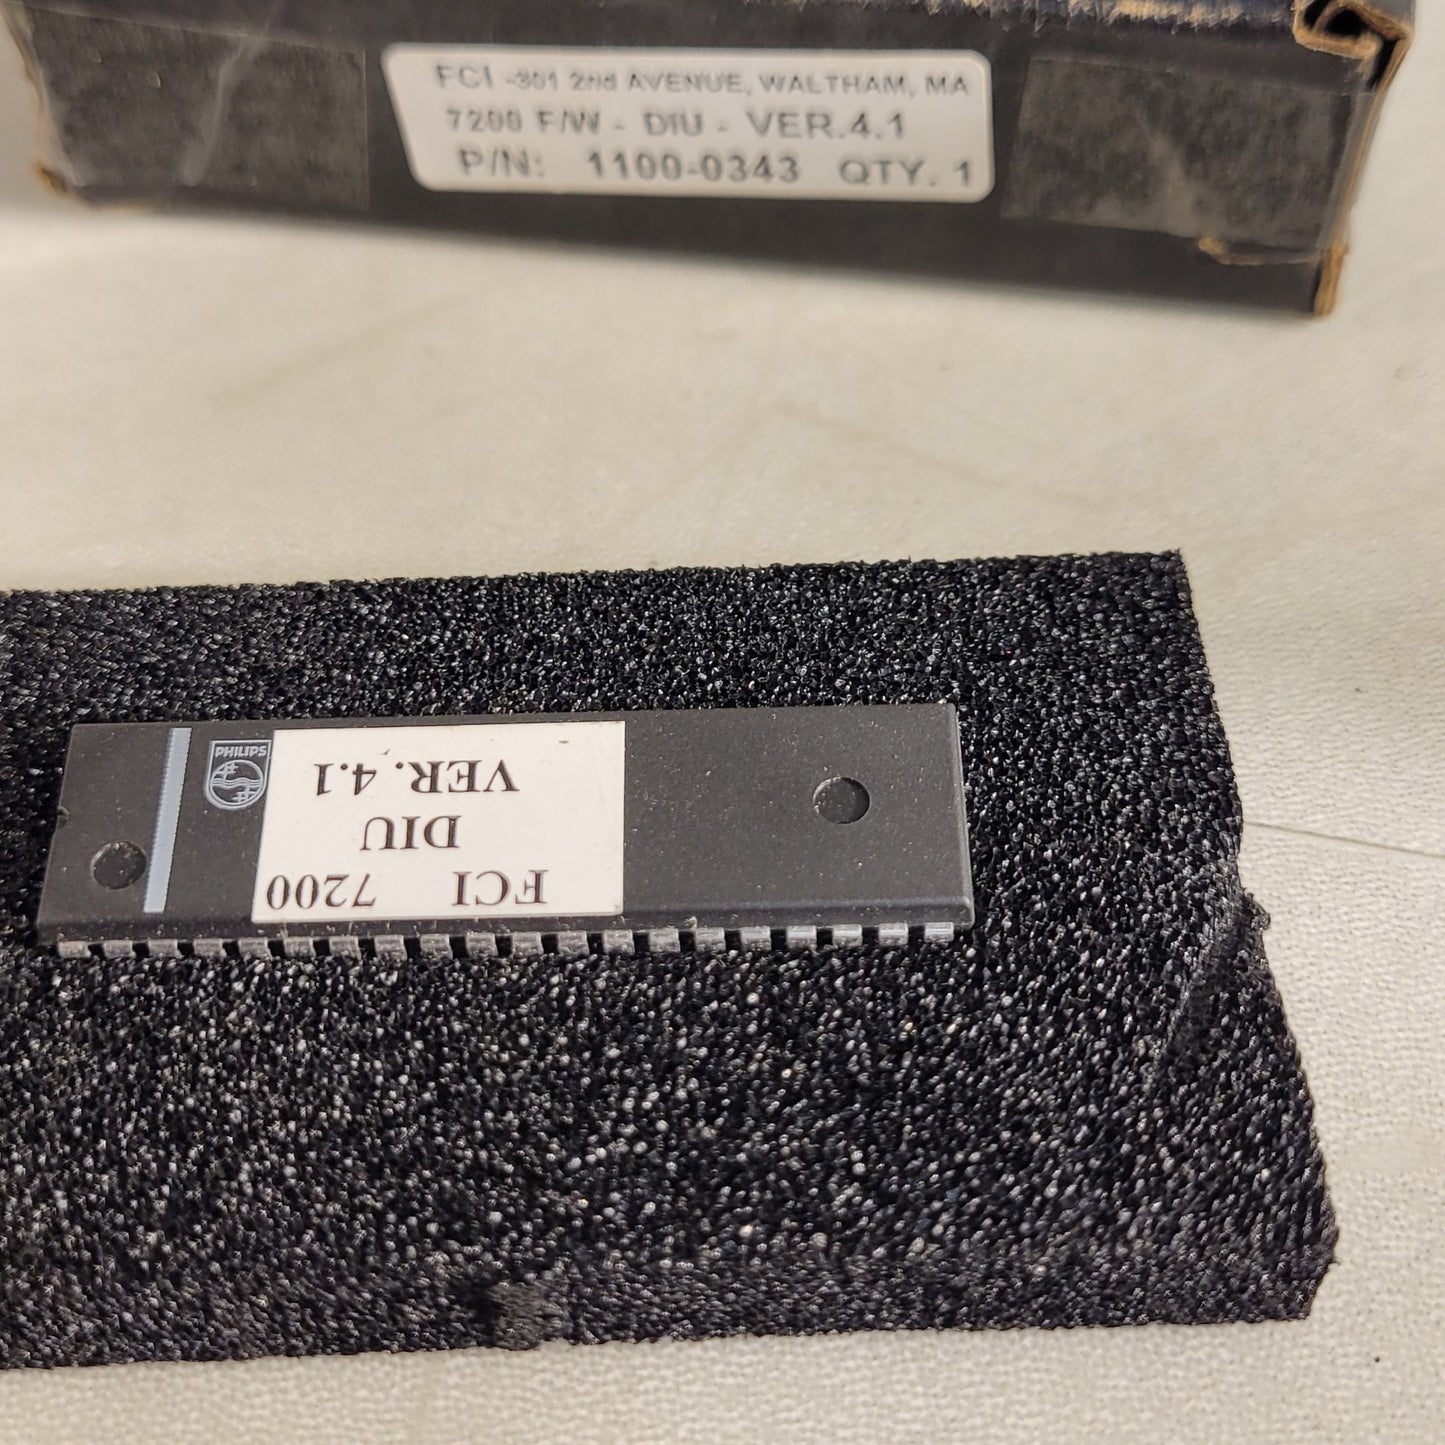 FCI -301 2nd AVENUE, WALTHAM, MA
7200 F/W - DIU - VER.4.1
P/N: 1100-0343 QTY. 1
PHILIPS
FCI 7200
DIU
VER. 4.1